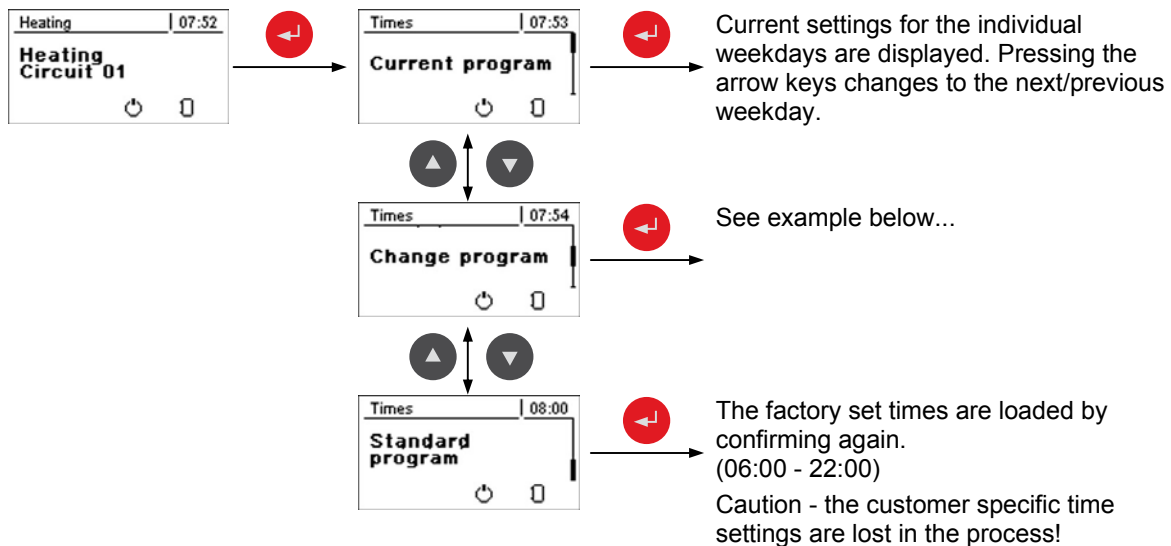 Heating 07:52
Heating
Circuit 01
Times 07:53
Current program
Current settings for the individual
weekdays are displayed. Pressing the
arrow keys changes to the next/previous
weekday.
Times 07:54
Change program
See example below...
Times 08:00
Standard
program
The factory set times are loaded by
confirming again.
(06:00 - 22:00)
Caution - the customer specific time
settings are lost in the process!